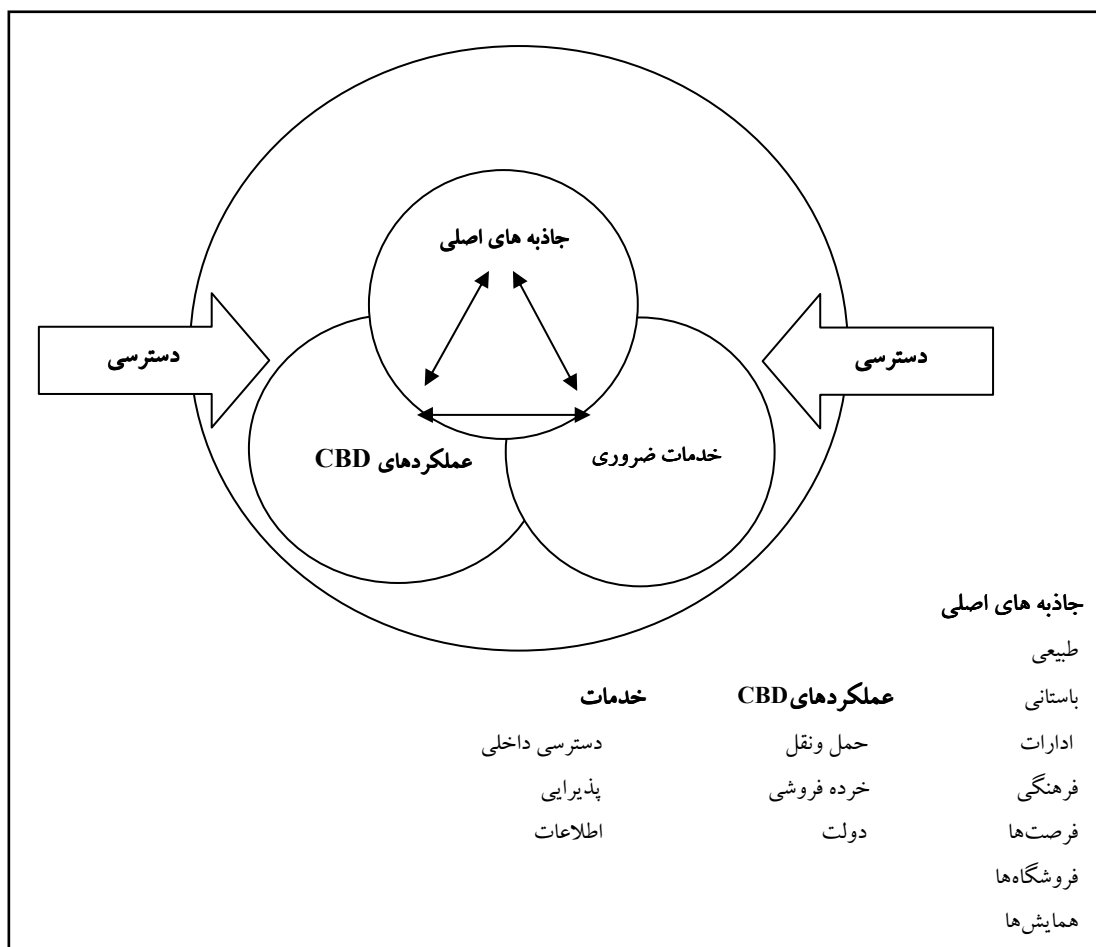 جاذبه های اصلی
دسترسی
دسترسی
خدمات ضروری
عملکردهای CBD
جاذبه های اصلی
طبیعی
باستانی
ادارات
فرهنگی
فرصت‌ها
فروشگاه‌ها
همایش‌ها
عملکردهایCBD
حمل ونقل
خرده فروشی
دولت
خدمات
دسترسی داخلی
پذیرایی
اطلاعات